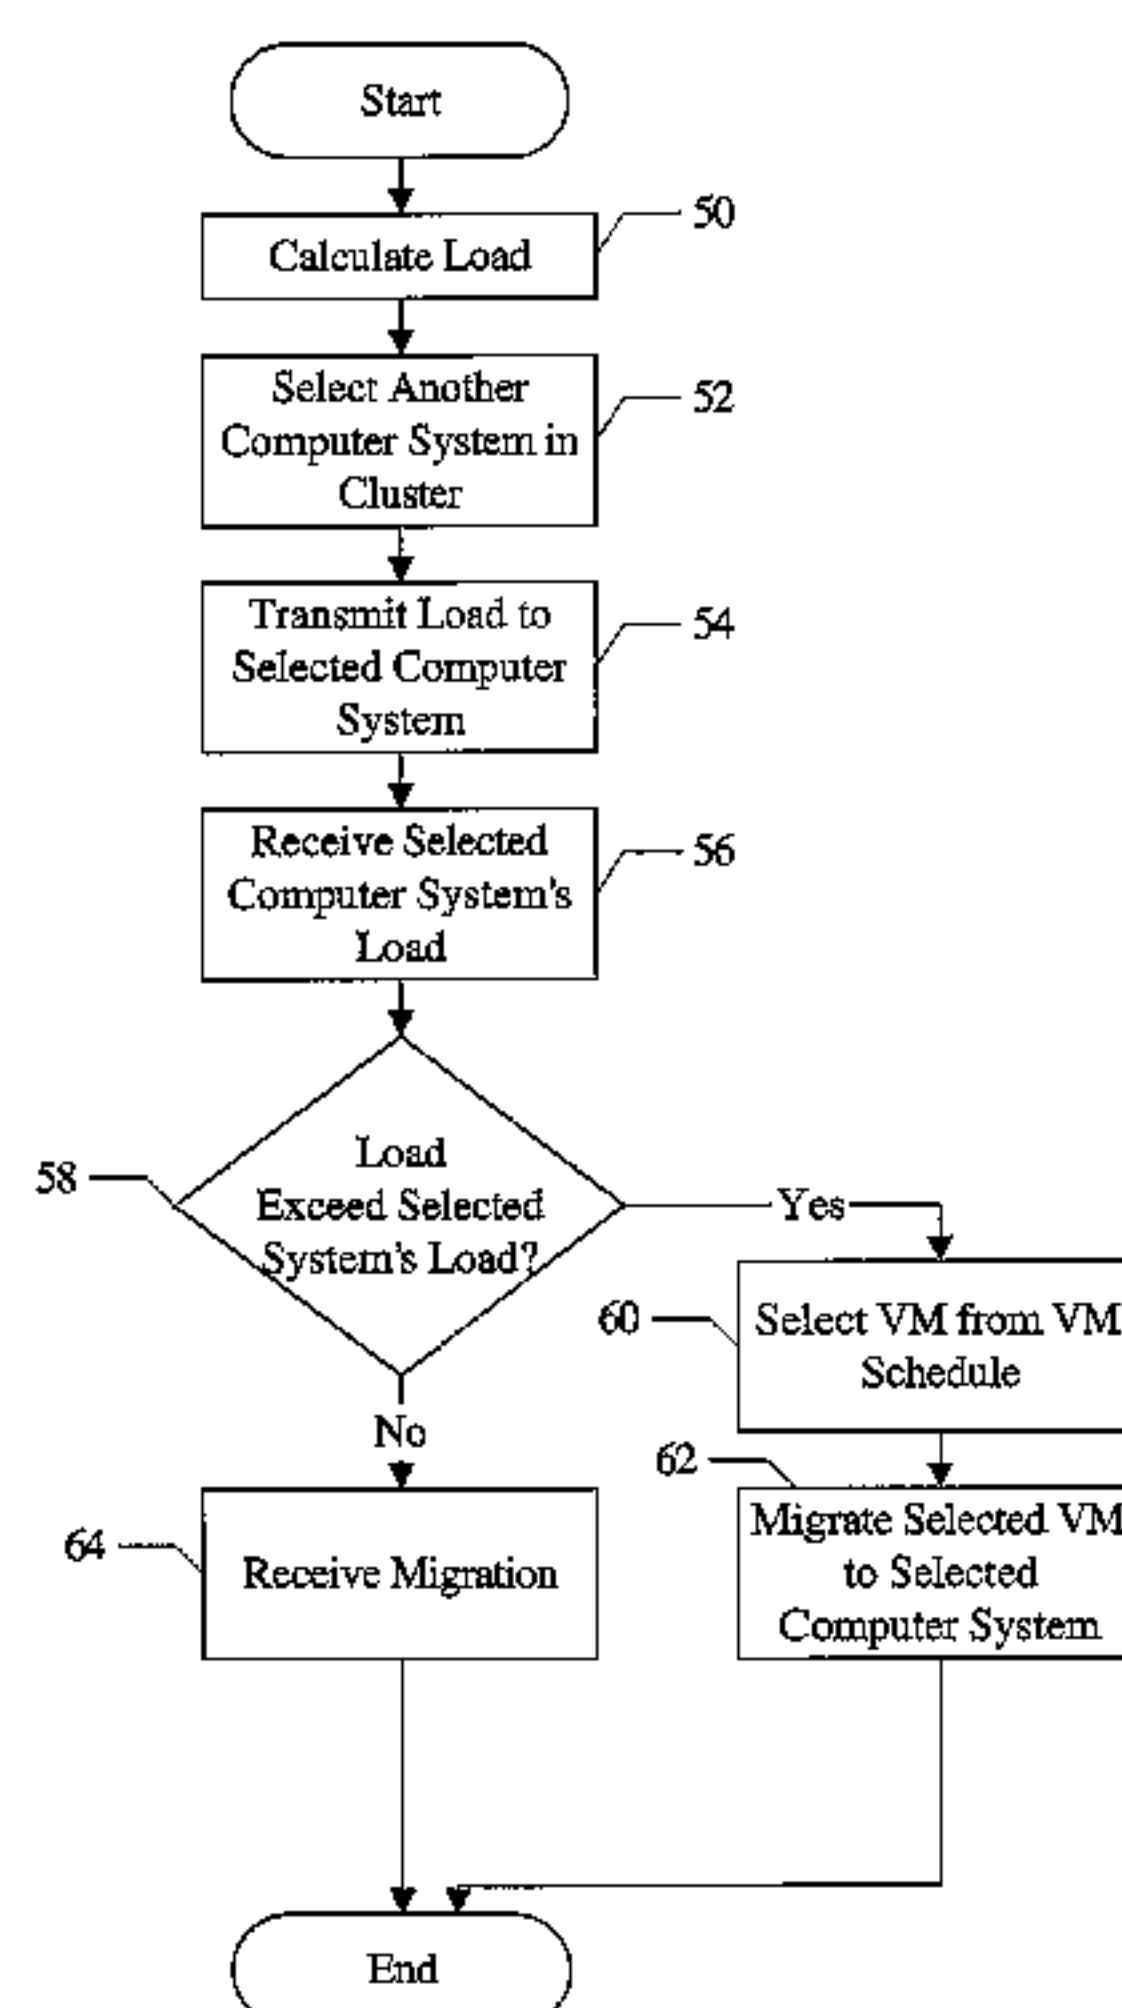 Start
50
Calculate Load
52
Select Another
Computer System in
Cluster
54
Transmit Load to
Selected Computer
System
56
Receive Selected
Computer System's
Load
58
Load
Exceed Selected
System's Load?
Yes
No
60
Select VM from VM
Schedule
62
Migrate Selected VM
to Selected
Computer System
64
Receive Migration
End